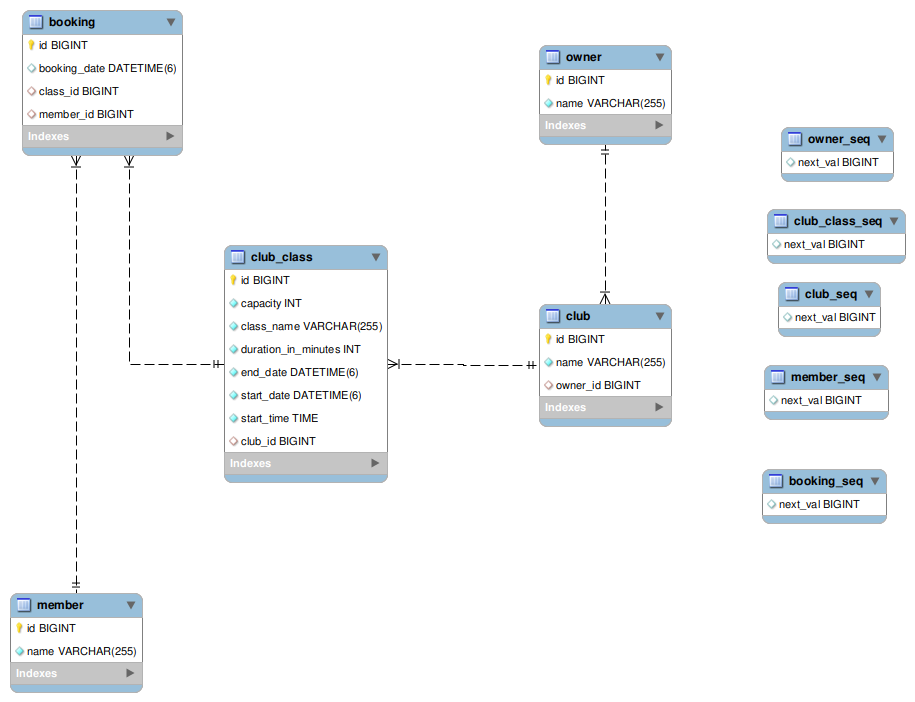 booking
id BIGINT
booking_date DATETIME(6)
class_id BIGINT
member_id BIGINT
Indexes
owner
id BIGINT
name VARCHAR(255)
Indexes
owner_seq
next_val BIGINT
club_class_seq
next_val BIGINT
club_class
id BIGINT
capacity INT
class_name VARCHAR(255)
duration_in_minutes INT
end_date DATETIME(6)
start_date DATETIME(6)
start_time TIME
club_id BIGINT
Indexes
club
id BIGINT
name VARCHAR(255)
owner_id BIGINT
Indexes
club_seq
next_val BIGINT
member_seq
next_val BIGINT
booking_seq
next_val BIGINT
member
id BIGINT
name VARCHAR(255)
Indexes